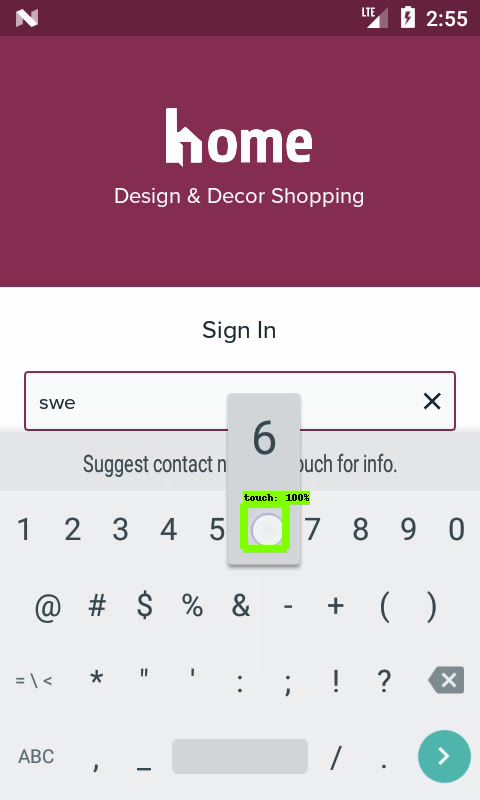 LTE 2:55
home
Design & Decor Shopping
Sign In
swe
6
Suggest contact n ouch for info.
touch: 100%
1 2 3 4 5 7 8 9 0
@ # $ % & - + ( )
= \ < * " ' : ; ! ?
ABC , _ / .